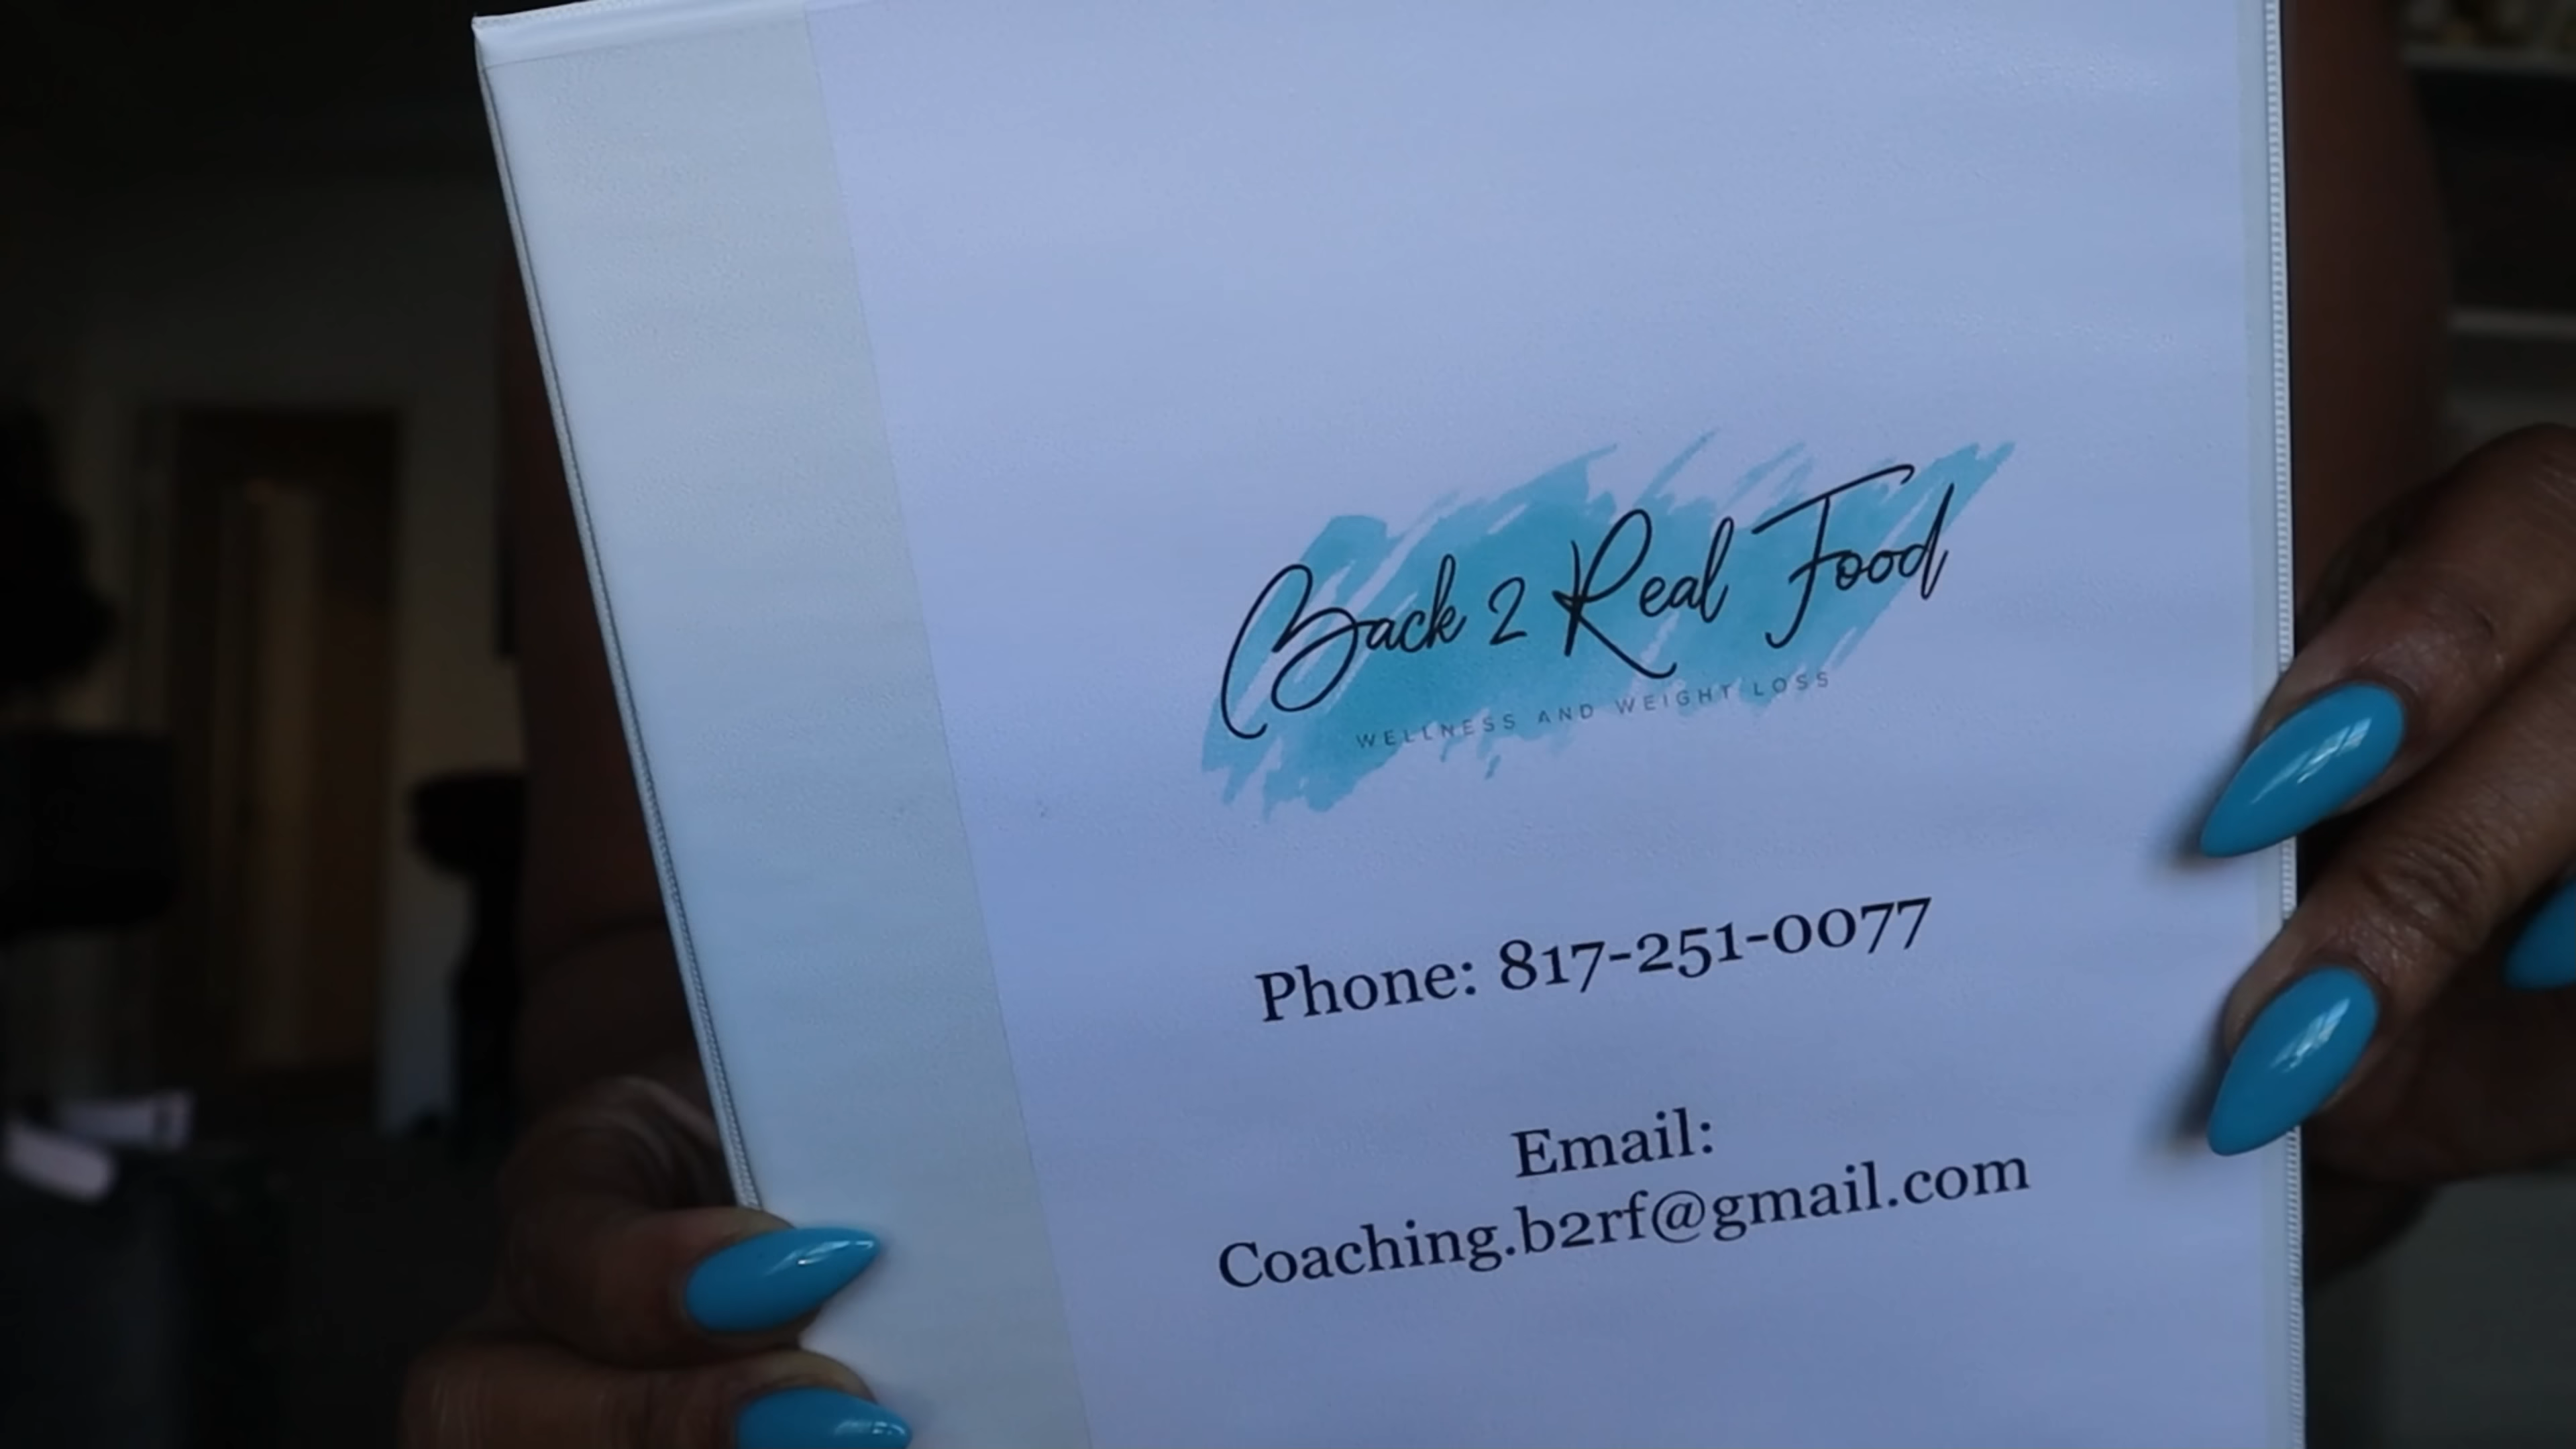 Back 2 Real Food
WELLNESS AND WEIGHT LOSS
Phone: 817-251-0077
Email:
Coaching.b2rf@gmail.com